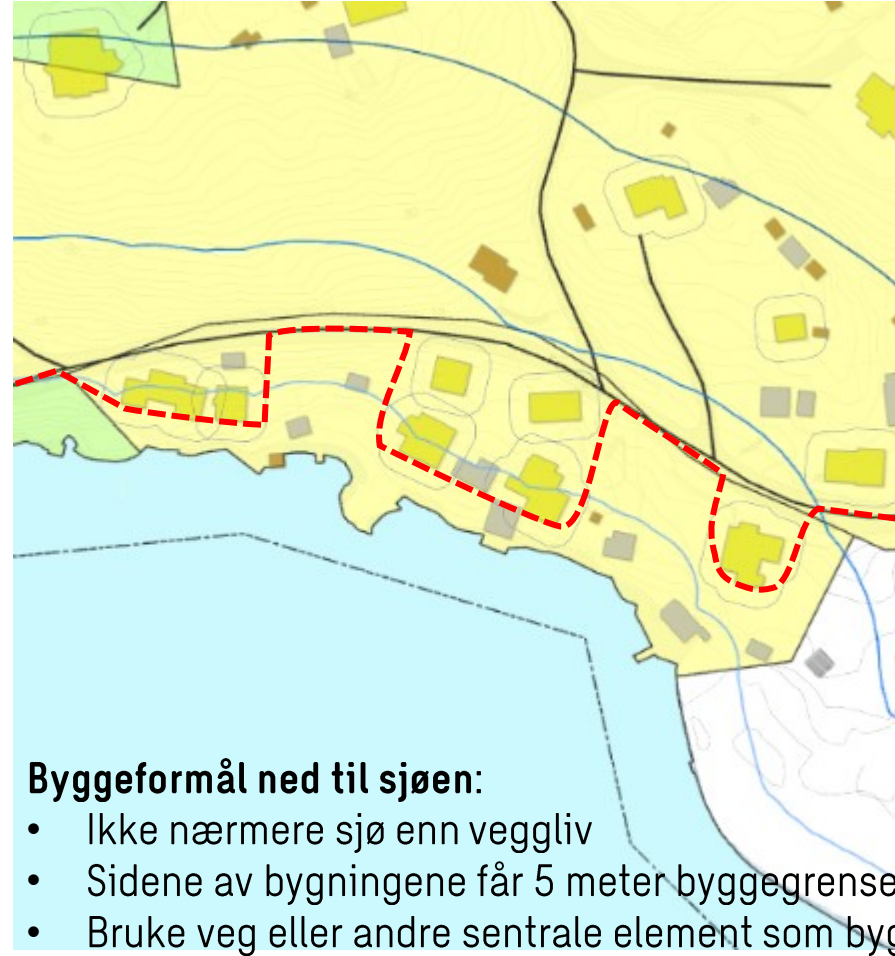 Byggeformål ned til sjøen:
• Ikke nærmere sjø enn veggliv
• Sidene av bygningene får 5 meter byggegrense
• Bruke veg eller andre sentrale element som byg